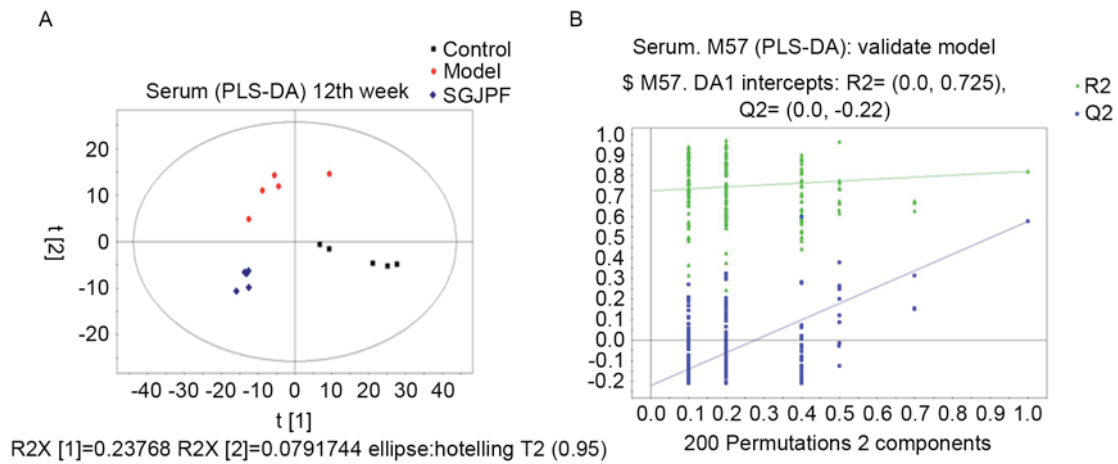 A
Control
Model
SGJPF
Serum (PLS-DA) 12th week
20
10
0
-10
-20
t [2]
-40 -30 -20 -10 0 10 20 30 40
t [1]
R2X [1]=0.23768 R2X [2]=0.0791744 ellipse:hotelling T2 (0.95)
B
Serum. M57 (PLS-DA): validate model
$ M57. DA1 intercepts: R2= (0.0, 0.725),
Q2= (0.0, -0.22)
R2
Q2
1.0
0.9
0.8
0.7
0.6
0.5
0.4
0.3
0.2
0.1
0.0
-0.1
-0.2
0.0 0.1 0.2 0.4 0.5 0.6 0.7 0.8 0.9 1.0
200 Permutations 2 components